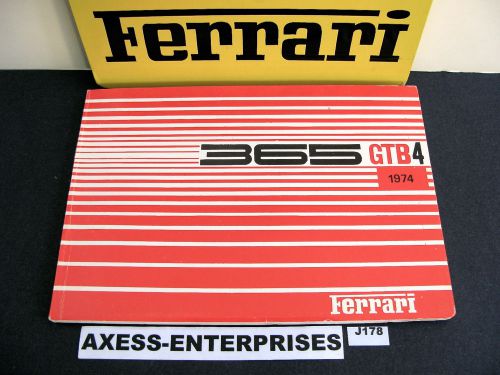 Ferrari
365 GTB4
1974
Ferrari
AXESS-ENTERPRISES
J178